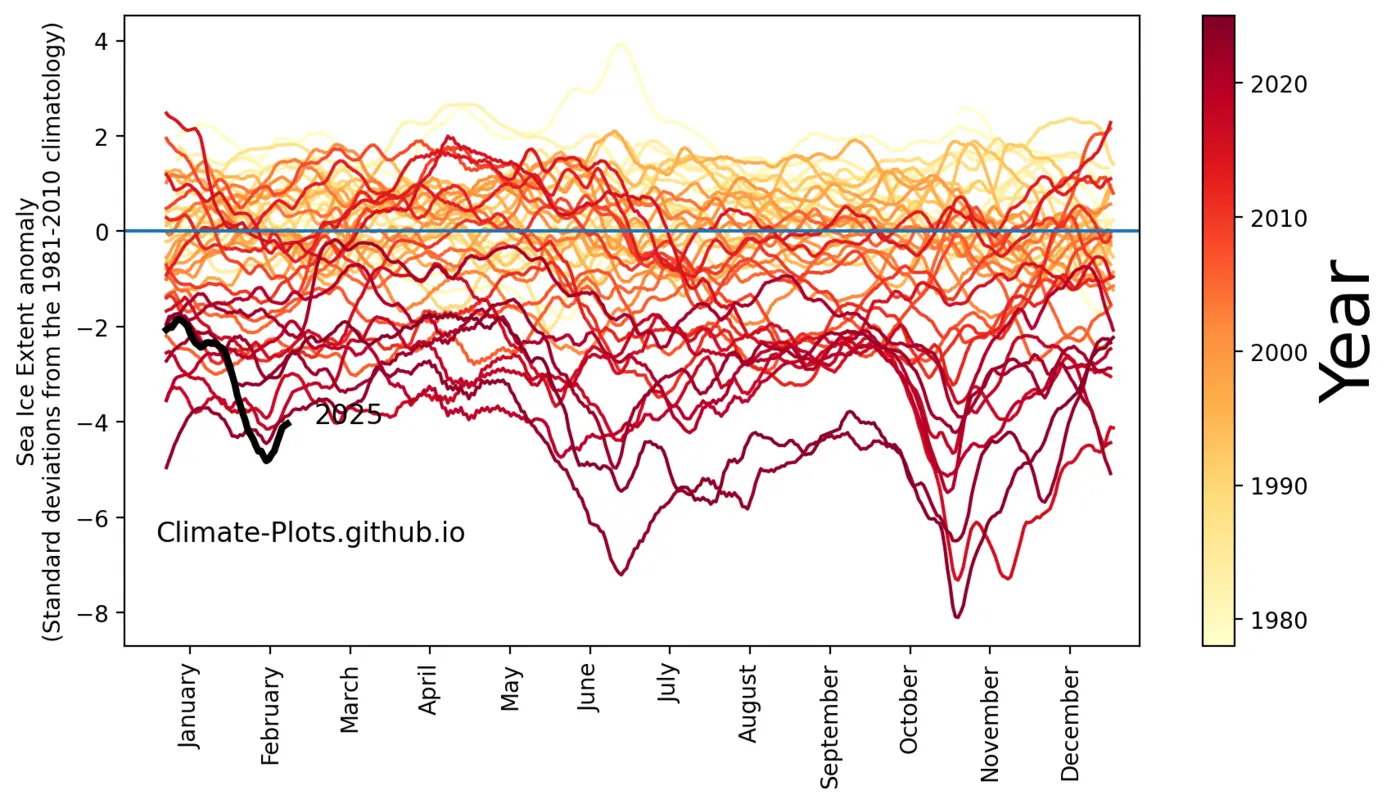 Sea Ice Extent anomaly
(Standard deviations from the 1981-2010 climatology)
4
2
0
−2
−4
−6
−8
2025
Climate-Plots.github.io
January
February
March
April
May
June
July
August
September
October
November
December
2020
2010
2000
1990
1980
Year